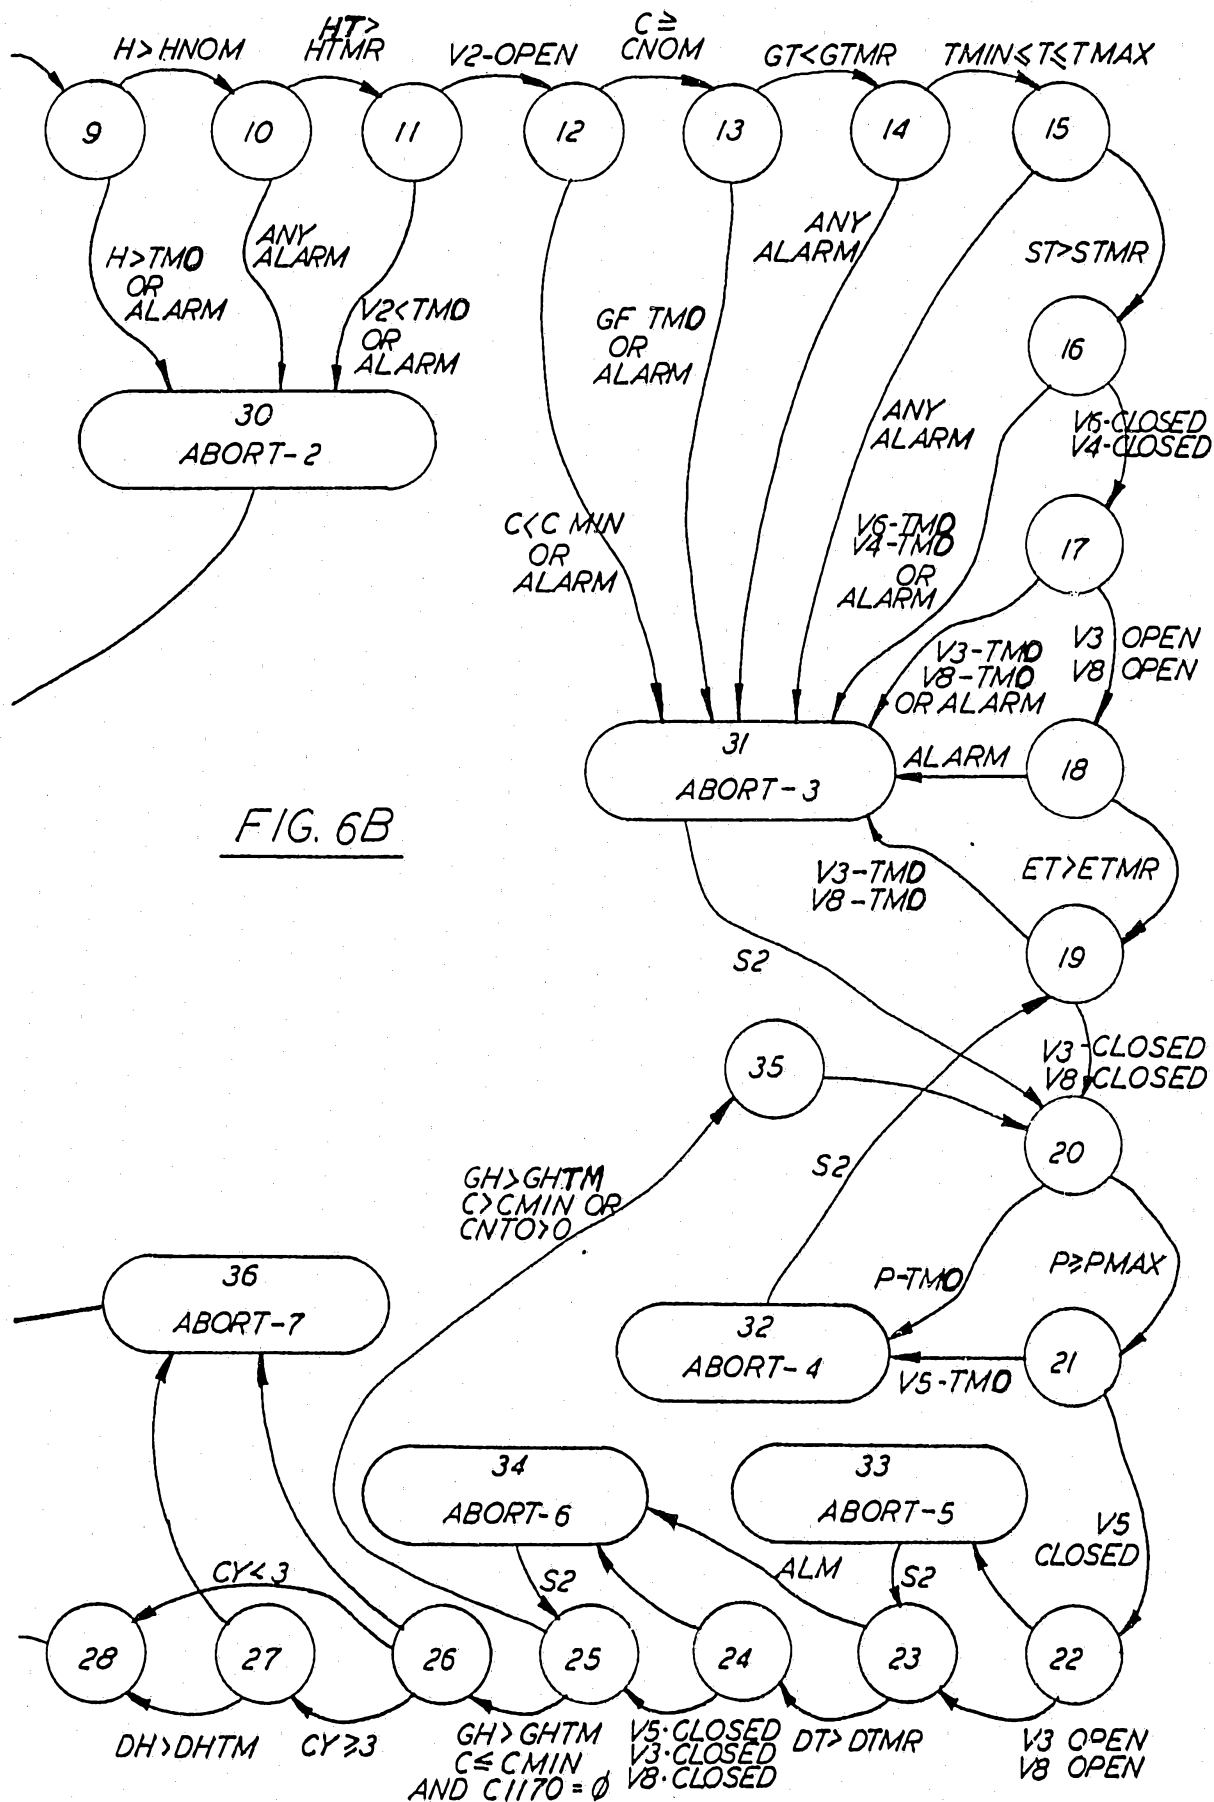 H>HNOM
HT>
HTMR
V2-OPEN
C≥
CNOM
GT<GTMR
TMIN≤T≤TMAX
9
10
11
12
13
14
15
H>TMO
OR
ALARM
ANY
ALARM
V2<TMO
OR
ALARM
ANY
ALARM
ST>STMR
GF TMO
OR
ALARM
16
30
ABORT-2
ANY
ALARM
V6-CLOSED
V4-CLOSED
C<C MIN
OR
ALARM
V6-TMO
V4-TMO
OR
ALARM
17
V3-TMO
V8-TMO
OR ALARM
V3 OPEN
V8 OPEN
31
ABORT-3
ALARM
18
FIG. 6B
V3-TMO
V8-TMO
ET>ETMR
S2
19
35
V3-CLOSED
V8-CLOSED
20
S2
GH>GHTM
C>CMIN OR
CNTO>0
P-TMO
P≥PMAX
36
ABORT-7
32
ABORT-4
V5-TMO
21
34
ABORT-6
33
ABORT-5
V5
CLOSED
CY<3
S2
ALM
S2
28
27
26
25
24
23
22
DH>DHTM
CY≥3
GH>GHTM
C≤CMIN
AND C1170=ϕ
V5-CLOSED
V3-CLOSED
V8-CLOSED
DT>DTMR
V3 OPEN
V8 OPEN